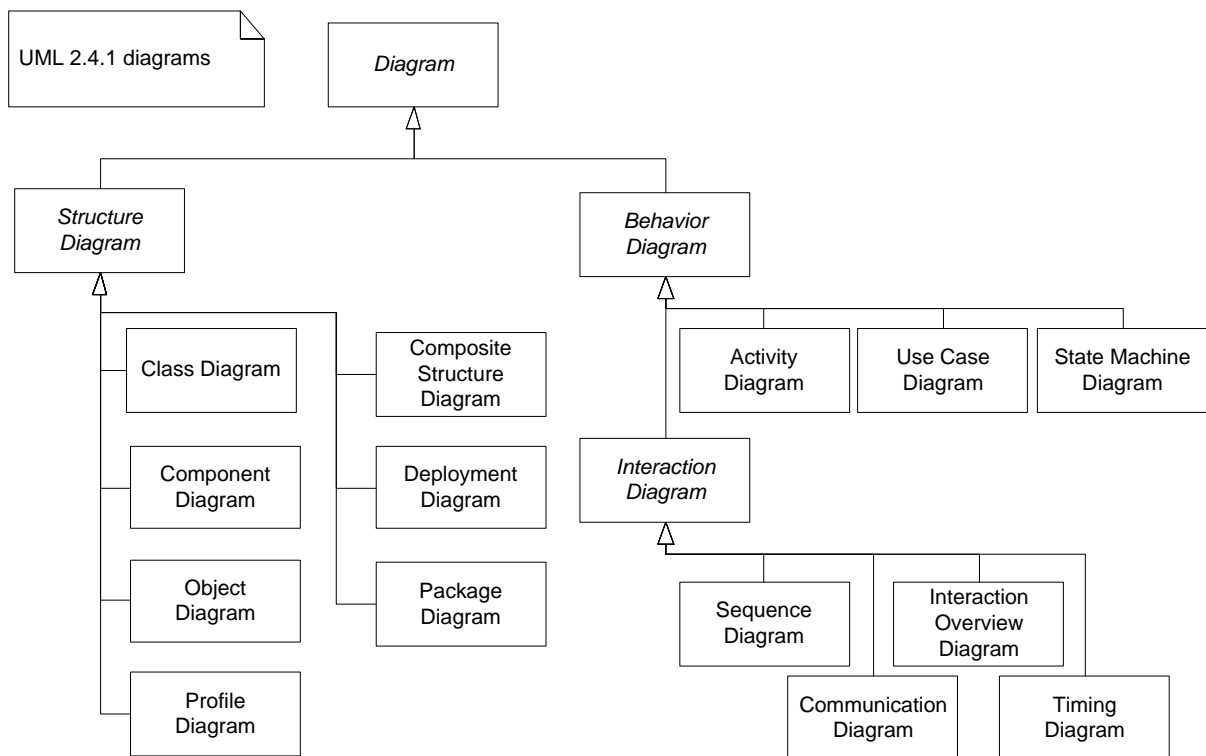 UML 2.4.1 diagrams
Diagram
Structure
Diagram
Behavior
Diagram
Class Diagram
Composite
Structure
Diagram
Activity
Diagram
Use Case
Diagram
State Machine
Diagram
Component
Diagram
Deployment
Diagram
Interaction
Diagram
Object
Diagram
Package
Diagram
Sequence
Diagram
Interaction
Overview
Diagram
Profile
Diagram
Communication
Diagram
Timing
Diagram